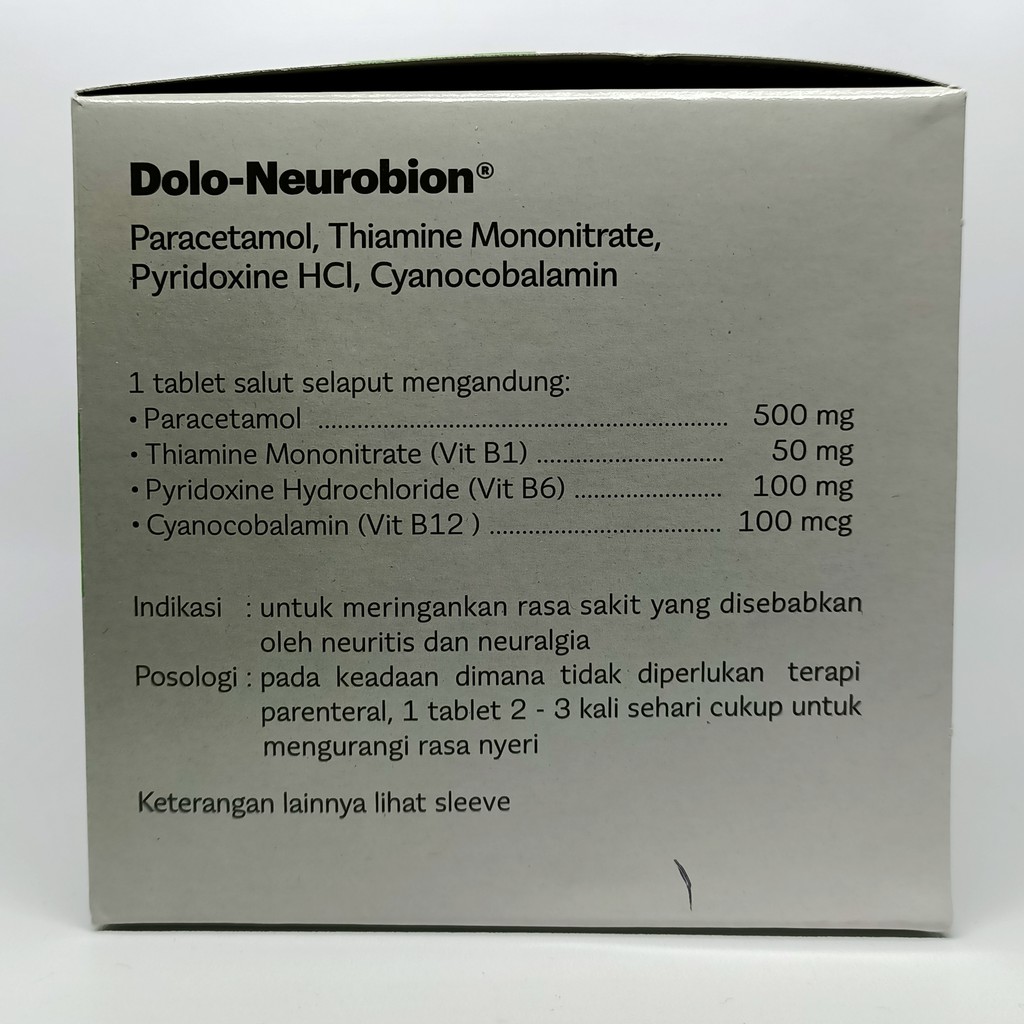 Dolo-Neurobion®
Paracetamol, Thiamine Mononitrate,
Pyridoxine HCl, Cyanocobalamin
1 tablet salut selaput mengandung:
• Paracetamol ........................................................................ 500 mg
• Thiamine Mononitrate (Vit B1) ................................ 50 mg
• Pyridoxine Hydrochloride (Vit B6) ......................... 100 mg
• Cyanocobalamin (Vit B12 ) ........................................ 100 mcg
Indikasi : untuk meringankan rasa sakit yang disebabkan
oleh neuritis dan neuralgia
Posologi : pada keadaan dimana tidak diperlukan terapi
parenteral, 1 tablet 2 - 3 kali sehari cukup untuk
mengurangi rasa nyeri
Keterangan lainnya lihat sleeve